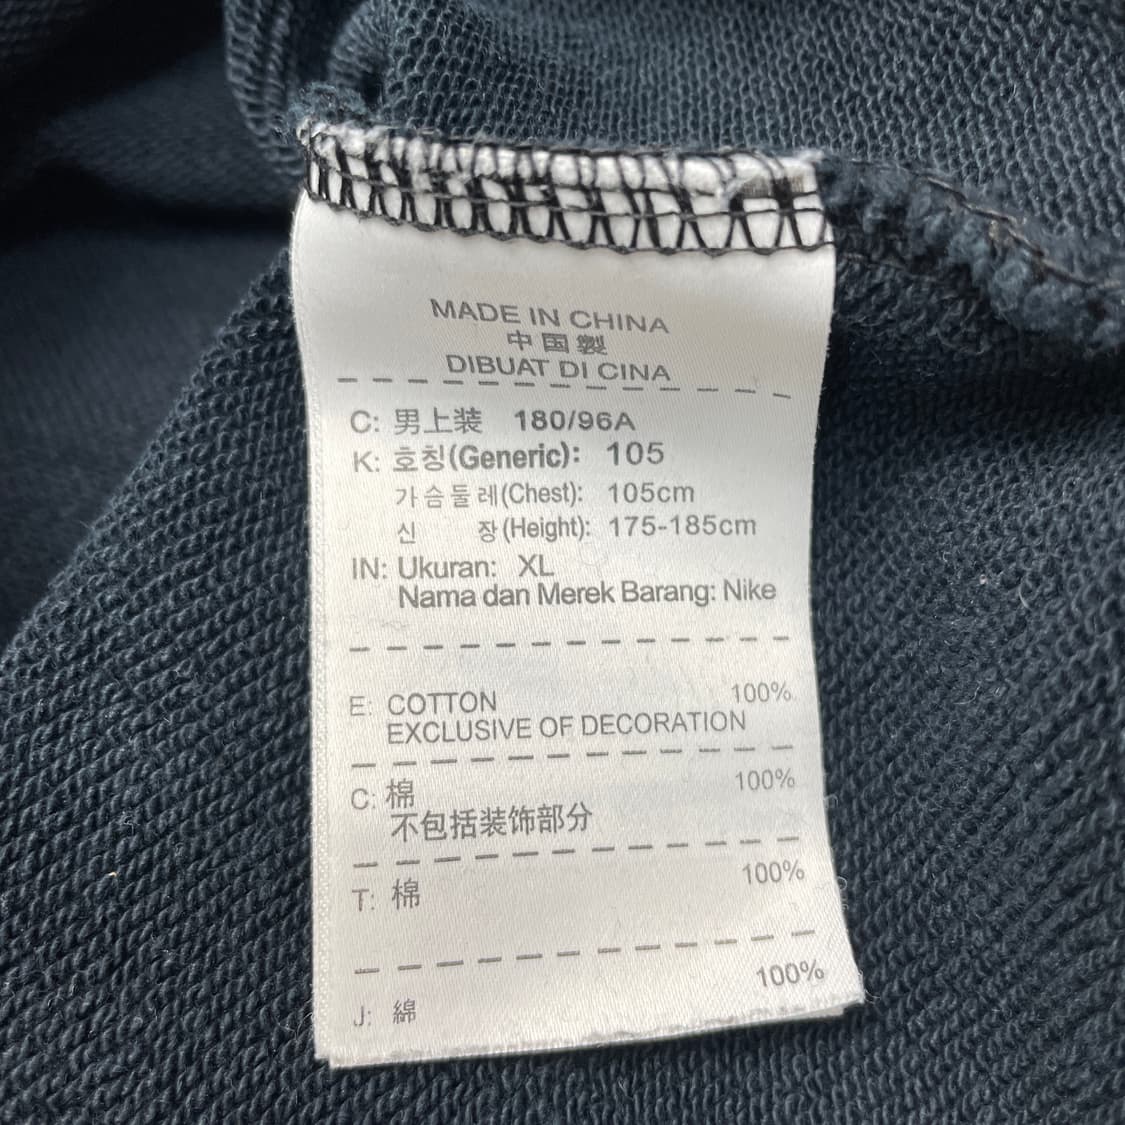 MADE IN CHINA
中国製
DIBUAT DI CINA
C: 男上装 180/96A
K: 호칭(Generic): 105
가슴둘레(Chest): 105cm
신 장(Height): 175-185cm
IN: Ukuran: XL
Nama dan Merek Barang: Nike
E: COTTON 100%
EXCLUSIVE OF DECORATION
C: 棉 100%
不包括装饰部分
T: 棉 100%
J: 綿 100%